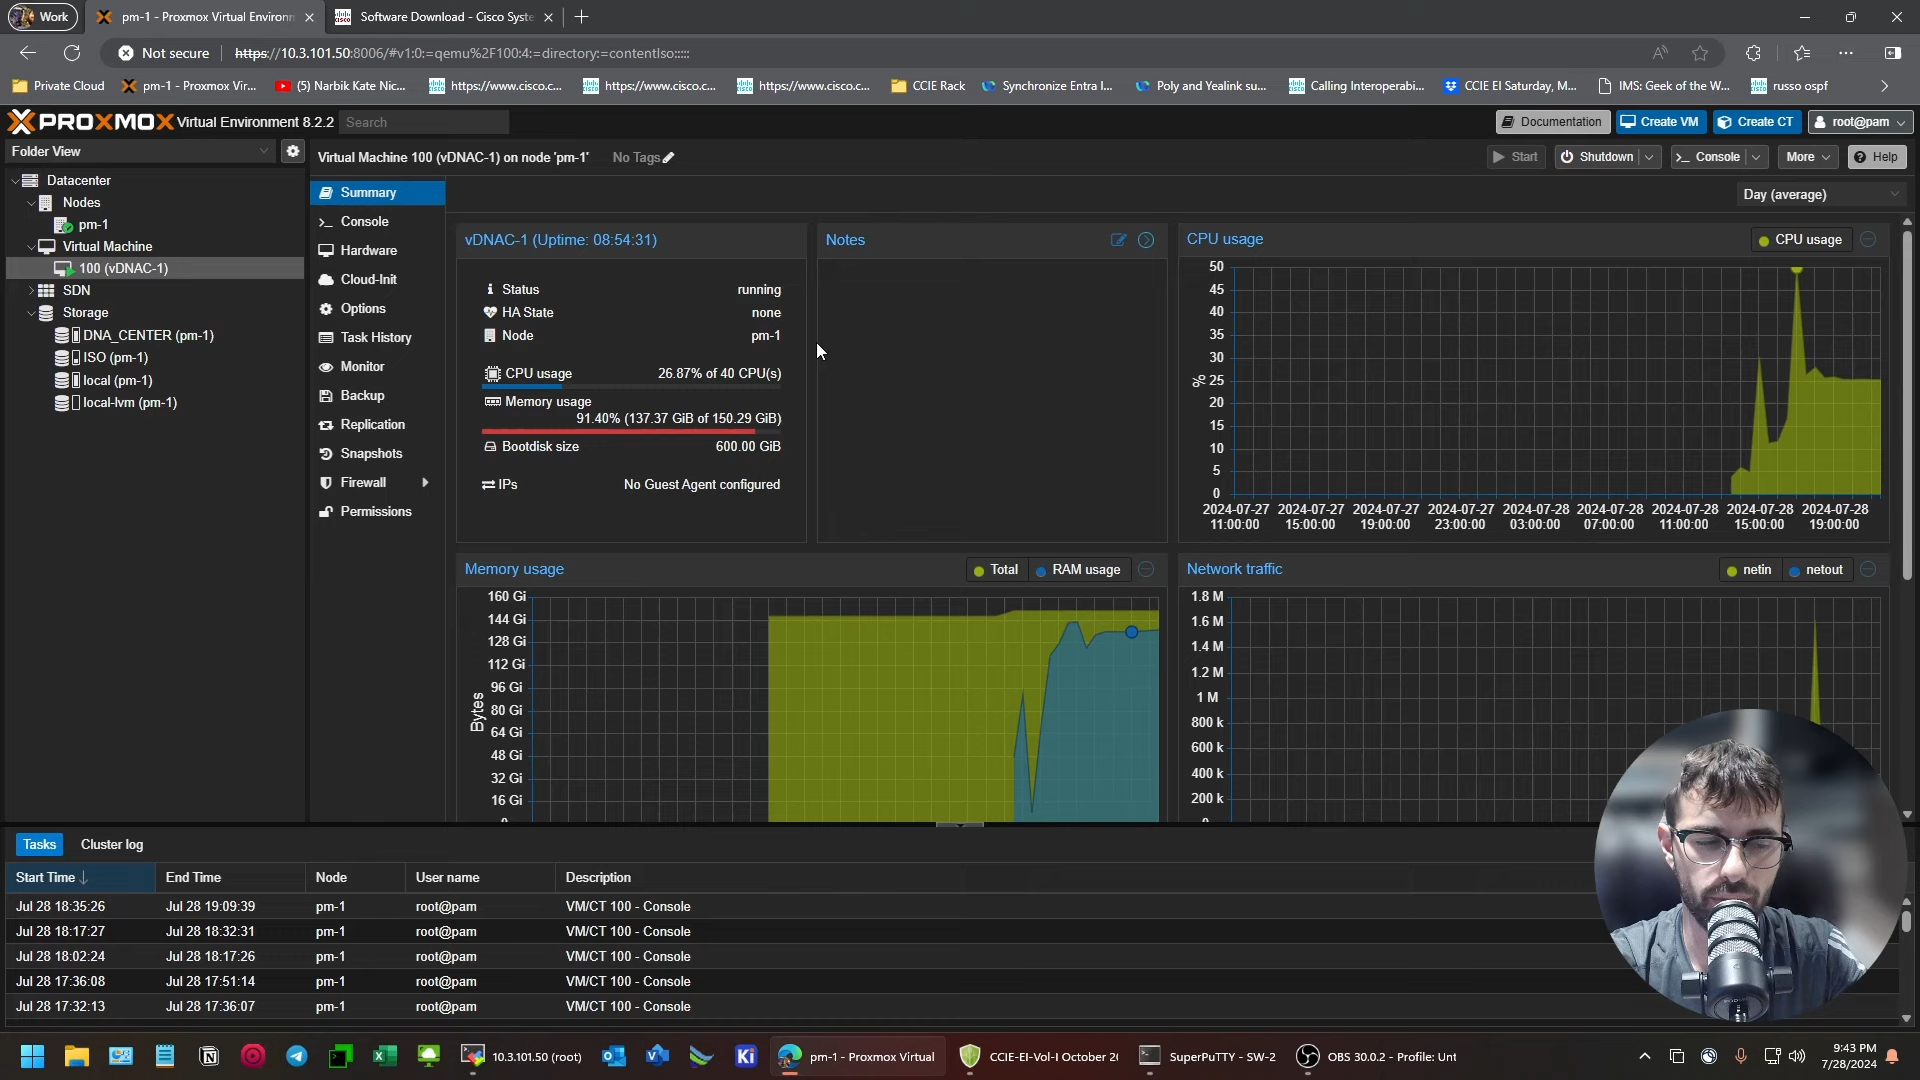 Work
pm-1 - Proxmox Virtual Environn
Software Download - Cisco Syste
Not secure
https://10.3.101.50:8006/#v1:0:=qemu%2F100:4:=directory:=contentIso:::::
Private Cloud
pm-1 - Proxmox Vir...
(5) Narbik Kate Nic...
https://www.cisco.c...
https://www.cisco.c...
https://www.cisco.c...
CCIE Rack
Synchronize Entra I...
Poly and Yealink su...
Calling Interoperabi...
CCIE EI Saturday, M...
IMS: Geek of the W...
russo ospf
PROXMOX Virtual Environment 8.2.2
Search
Documentation
Create VM
Create CT
root@pam
Folder View
Virtual Machine 100 (vDNAC-1) on node 'pm-1'
No Tags
Start
Shutdown
Console
More
Help
Datacenter
Nodes
pm-1
Virtual Machine
100 (vDNAC-1)
SDN
Storage
DNA_CENTER (pm-1)
ISO (pm-1)
local (pm-1)
local-lvm (pm-1)
Summary
Console
Hardware
Cloud-Init
Options
Task History
Monitor
Backup
Replication
Snapshots
Firewall
Permissions
Day (average)
vDNAC-1 (Uptime: 08:54:31)
Status running
HA State none
Node pm-1
CPU usage 26.87% of 40 CPU(s)
Memory usage
91.40% (137.37 GiB of 150.29 GiB)
Bootdisk size 600.00 GiB
IPs No Guest Agent configured
Notes
CPU usage
CPU usage
50
45
40
35
30
25
20
15
10
5
0
%
2024-07-27 2024-07-27 2024-07-27 2024-07-27 2024-07-28 2024-07-28 2024-07-28 2024-07-28 2024-07-28
11:00:00 15:00:00 19:00:00 23:00:00 03:00:00 07:00:00 11:00:00 15:00:00 19:00:00
Memory usage
Total
RAM usage
160 Gi
144 Gi
128 Gi
112 Gi
96 Gi
80 Gi
64 Gi
48 Gi
32 Gi
16 Gi
Bytes
Network traffic
netin
netout
1.8 M
1.6 M
1.4 M
1.2 M
1 M
800 k
600 k
400 k
200 k
Tasks
Cluster log
Start Time End Time Node User name Description
Jul 28 18:35:26 Jul 28 19:09:39 pm-1 root@pam VM/CT 100 - Console
Jul 28 18:17:27 Jul 28 18:32:31 pm-1 root@pam VM/CT 100 - Console
Jul 28 18:02:24 Jul 28 18:17:26 pm-1 root@pam VM/CT 100 - Console
Jul 28 17:36:08 Jul 28 17:51:14 pm-1 root@pam VM/CT 100 - Console
Jul 28 17:32:13 Jul 28 17:36:07 pm-1 root@pam VM/CT 100 - Console
Ki
10.3.101.50 (root)
pm-1 - Proxmox Virtual
CCIE-EI-Vol-I October 2
SuperPuTTY - SW-2
OBS 30.0.2 - Profile: Unt
9:43 PM
7/28/2024